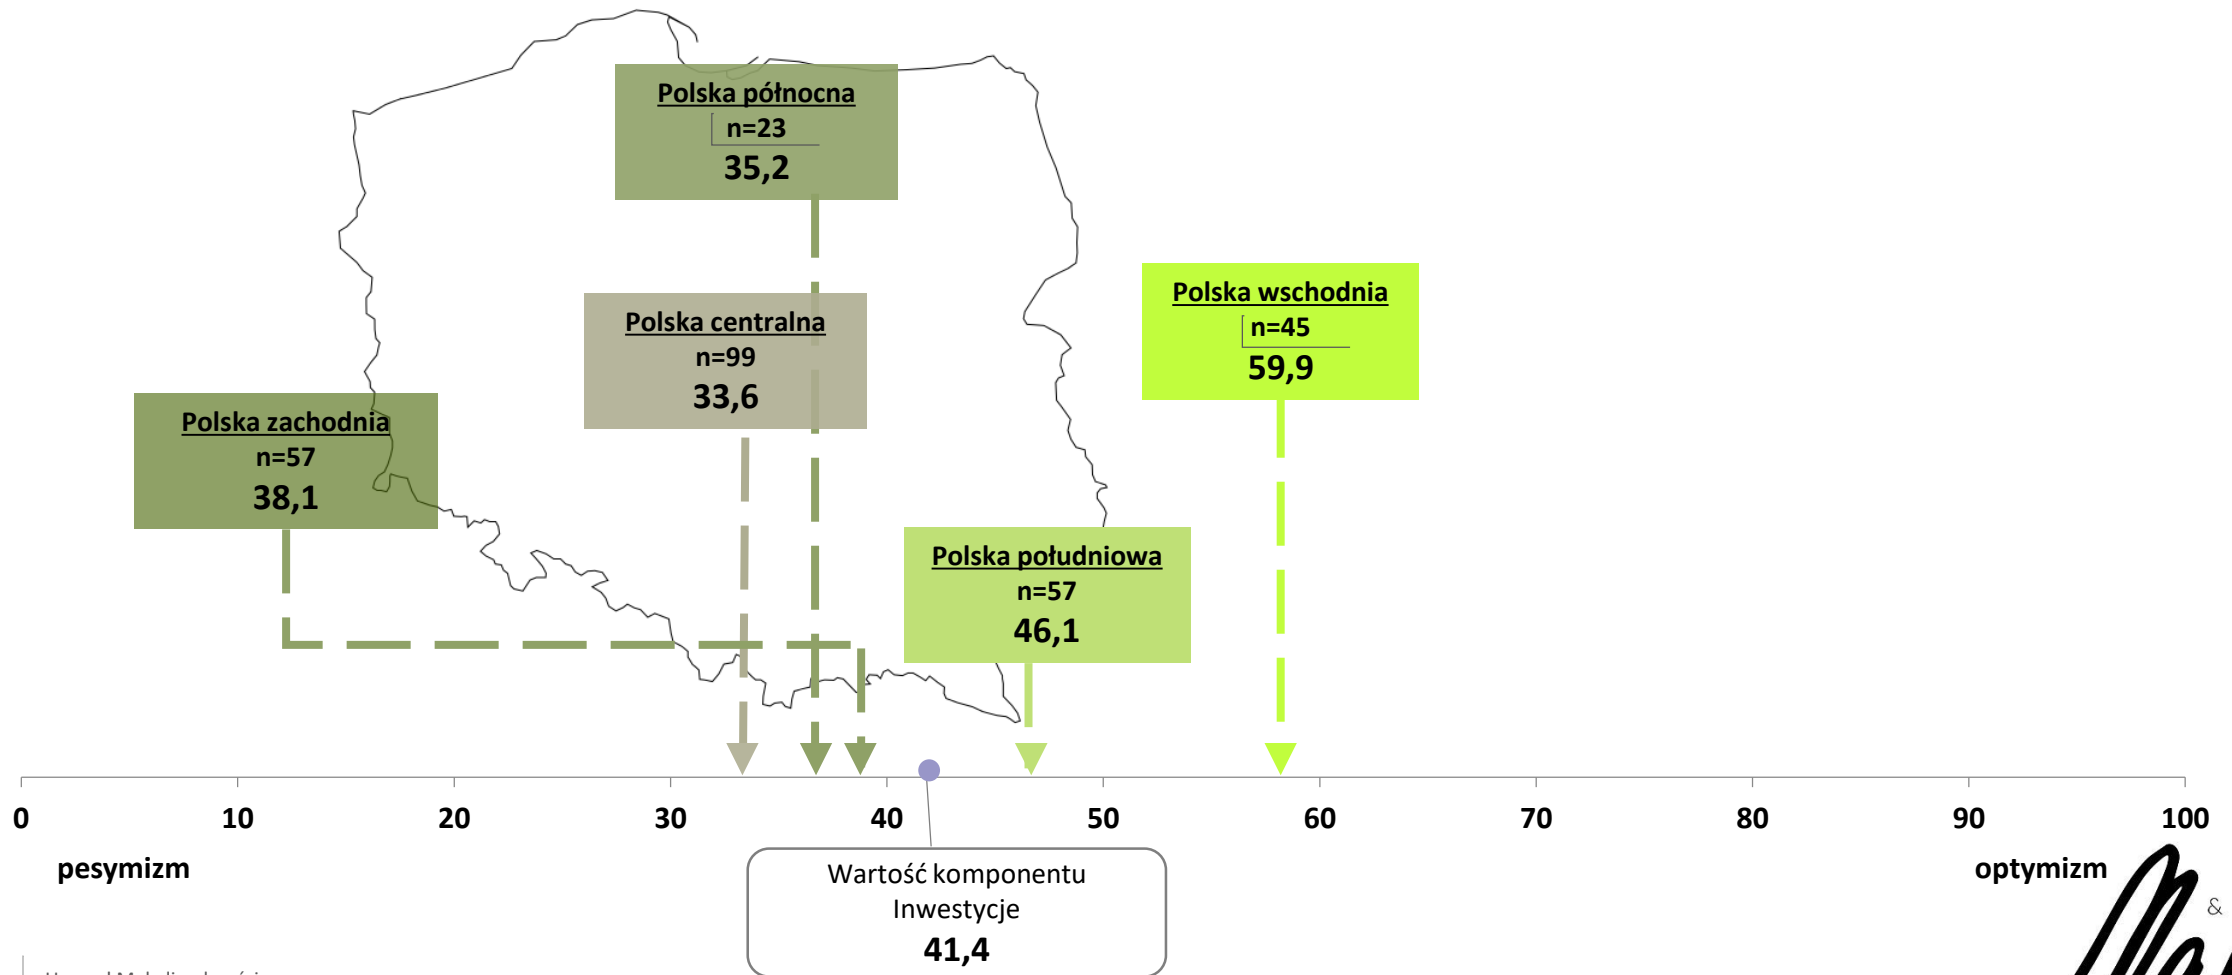 Polska północna
n=23
35,2
Polska centralna
n=99
33,6
Polska wschodnia
n=45
59,9
Polska zachodnia
n=57
38,1
Polska południowa
n=57
46,1
0 10 20 30 40 50 60 70 80 90 100
pesymizm
optymizm
Wartość komponentu
Inwestycje
41,4
&